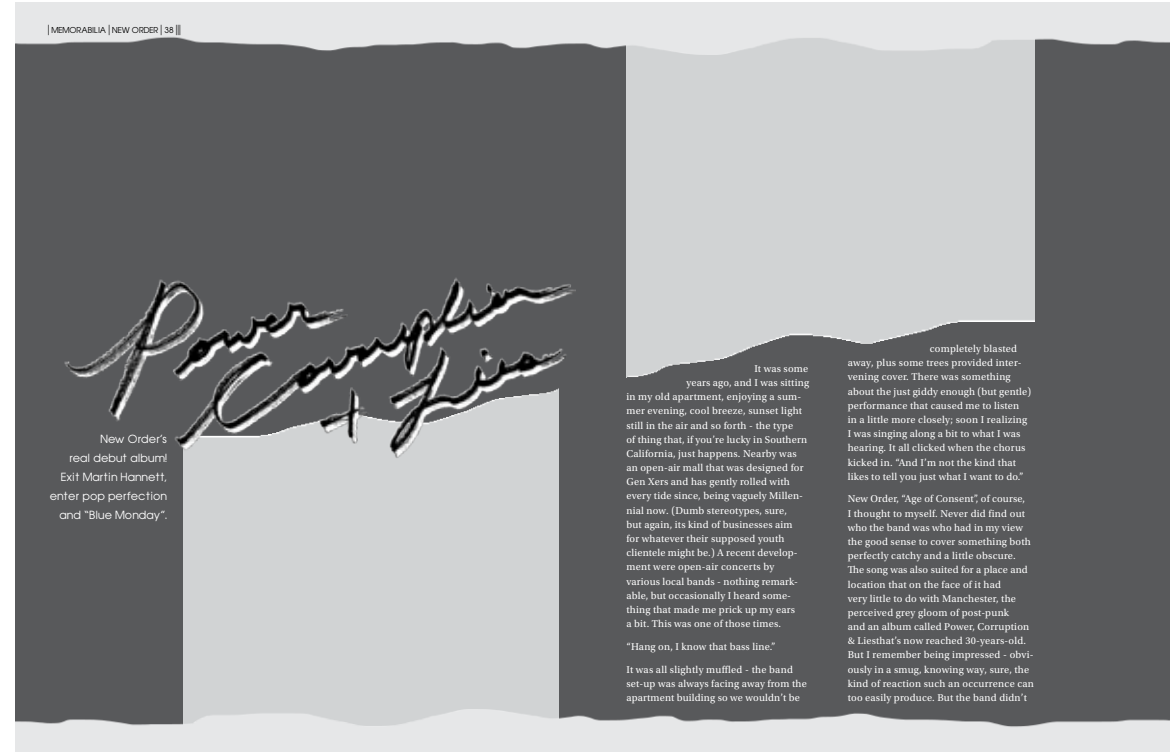 | MEMORABILIA | NEW ORDER | 38 |||
Power
Corruption
+ Lies
New Order's
real debut album!
Exit Martin Hannett,
enter pop perfection
and “Blue Monday”.
It was some
years ago, and I was sitting
in my old apartment, enjoying a sum-
mer evening, cool breeze, sunset light
still in the air and so forth - the type
of thing that, if you're lucky in Southern
California, just happens. Nearby was
an open-air mall that was designed for
Gen Xers and has gently rolled with
every tide since, being vaguely Millen-
nial now. (Dumb stereotypes, sure,
but again, its kind of businesses aim
for whatever their supposed youth
clientele might be.) A recent develop-
ment were open-air concerts by
various local bands - nothing remark-
able, but occasionally I heard some-
thing that made me prick up my ears
a bit. This was one of those times.
“Hang on, I know that bass line.”
It was all slightly muffled - the band
set-up was always facing away from the
apartment building so we wouldn't be
completely blasted
away, plus some trees provided inter-
vening cover. There was something
about the just giddy enough (but gentle)
performance that caused me to listen
in a little more closely; soon I realizing
I was singing along a bit to what I was
hearing. It all clicked when the chorus
kicked in. “And I'm not the kind that
likes to tell you just what I want to do.”
New Order, “Age of Consent”, of course,
I thought to myself. Never did find out
who the band was who had in my view
the good sense to cover something both
perfectly catchy and a little obscure.
The song was also suited for a place and
location that on the face of it had
very little to do with Manchester, the
perceived grey gloom of post-punk
and an album called Power, Corruption
& Liesthat's now reached 30-years-old.
But I remember being impressed - obvi-
ously in a smug, knowing way, sure, the
kind of reaction such an occurrence can
too easily produce. But the band didn't